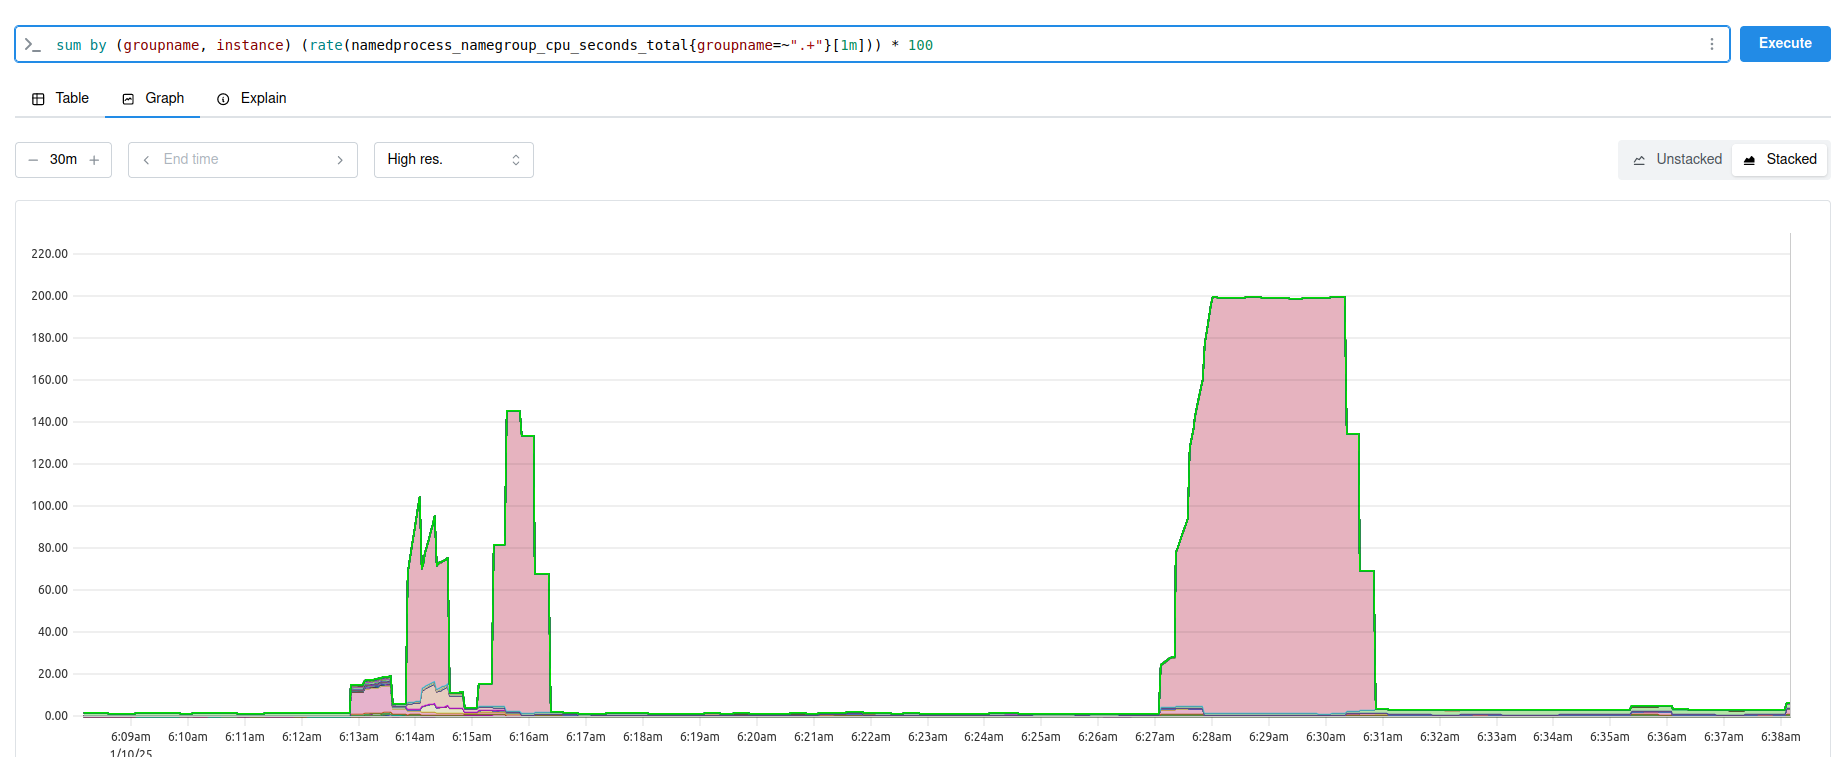 sum by (groupname, instance) (rate(namedprocess_namegroup_cpu_seconds_total{groupname=~".+"}[1m])) * 100
Execute
Table Graph Explain
30m End time High res. Unstacked Stacked
220.00
200.00
180.00
160.00
140.00
120.00
100.00
80.00
60.00
40.00
20.00
0.00
6:09am 6:10am 6:11am 6:12am 6:13am 6:14am 6:15am 6:16am 6:17am 6:18am 6:19am 6:20am 6:21am 6:22am 6:23am 6:24am 6:25am 6:26am 6:27am 6:28am 6:29am 6:30am 6:31am 6:32am 6:33am 6:34am 6:35am 6:36am 6:37am 6:38am
1/10/25